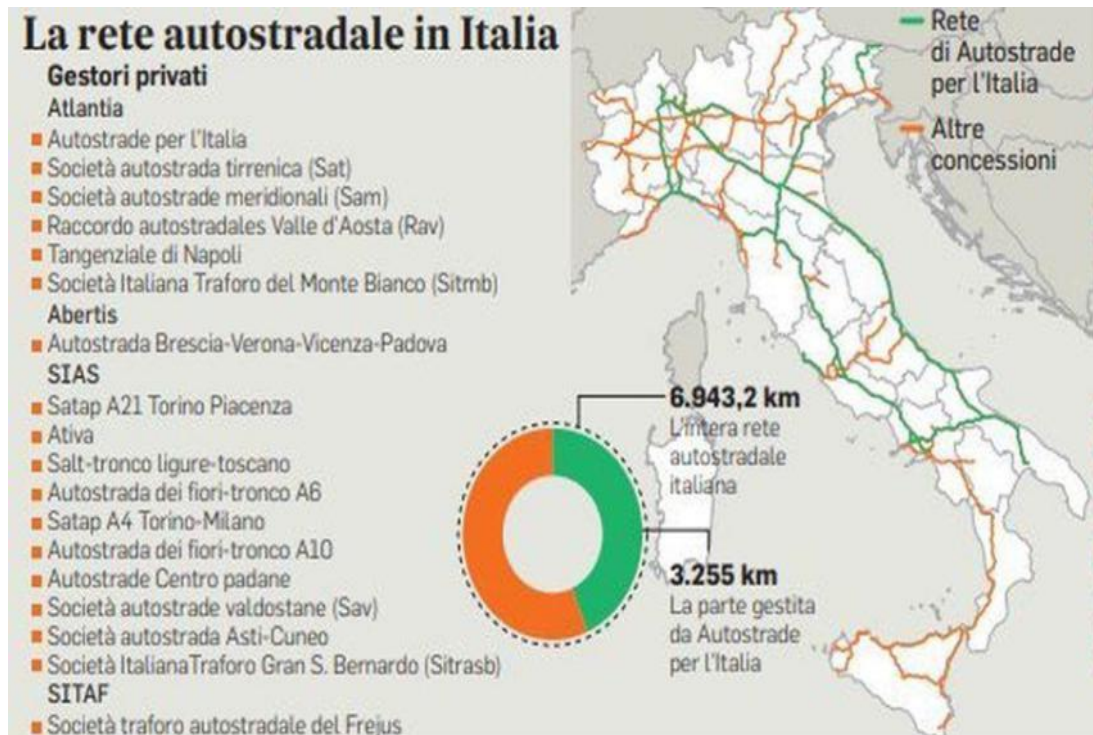 La rete autostradale in Italia
Gestori privati
Atlantia
Autostrade per l'Italia
Società autostrada tirrenica (Sat)
Società autostrade meridionali (Sam)
Raccordo autostradales Valle d'Aosta (Rav)
Tangenziale di Napoli
Società Italiana Traforo del Monte Bianco (Sitmb)
Abertis
Autostrada Brescia-Verona-Vicenza-Padova
SIAS
Satap A21 Torino Piacenza
Ativa
Salt-tronco ligure-toscano
Autostrada dei fiori-tronco A6
Satap A4 Torino-Milano
Autostrada dei fiori-tronco A10
Autostrade Centro padane
Società autostrade valdostane (Sav)
Società autostrada Asti-Cuneo
Società ItalianaTraforo Gran S. Bernardo (Sitrasb)
SITAF
Società traforo autostradale del Frejus
Rete
di Autostrade
per l'Italia
Altre
concessioni
6.943,2 km
L'intera rete
autostradale
italiana
3.255 km
La parte gestita
da Autostrade
per l'Italia